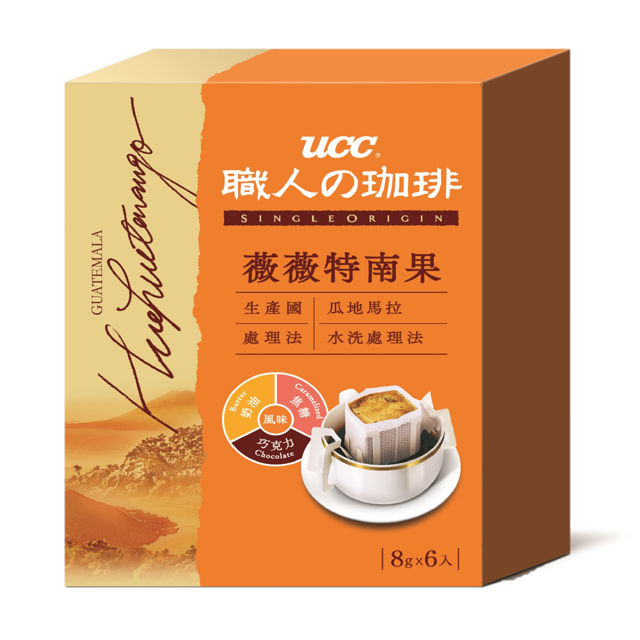 GUATEMALA
Huehuetenango
UCC®
職人の珈琲
SINGLE ORIGIN
薇薇特南果
生產國 瓜地馬拉
處理法 水洗處理法
Butter
奶油
Caramelized
焦糖
風味
巧克力
Chocolate
8g×6入